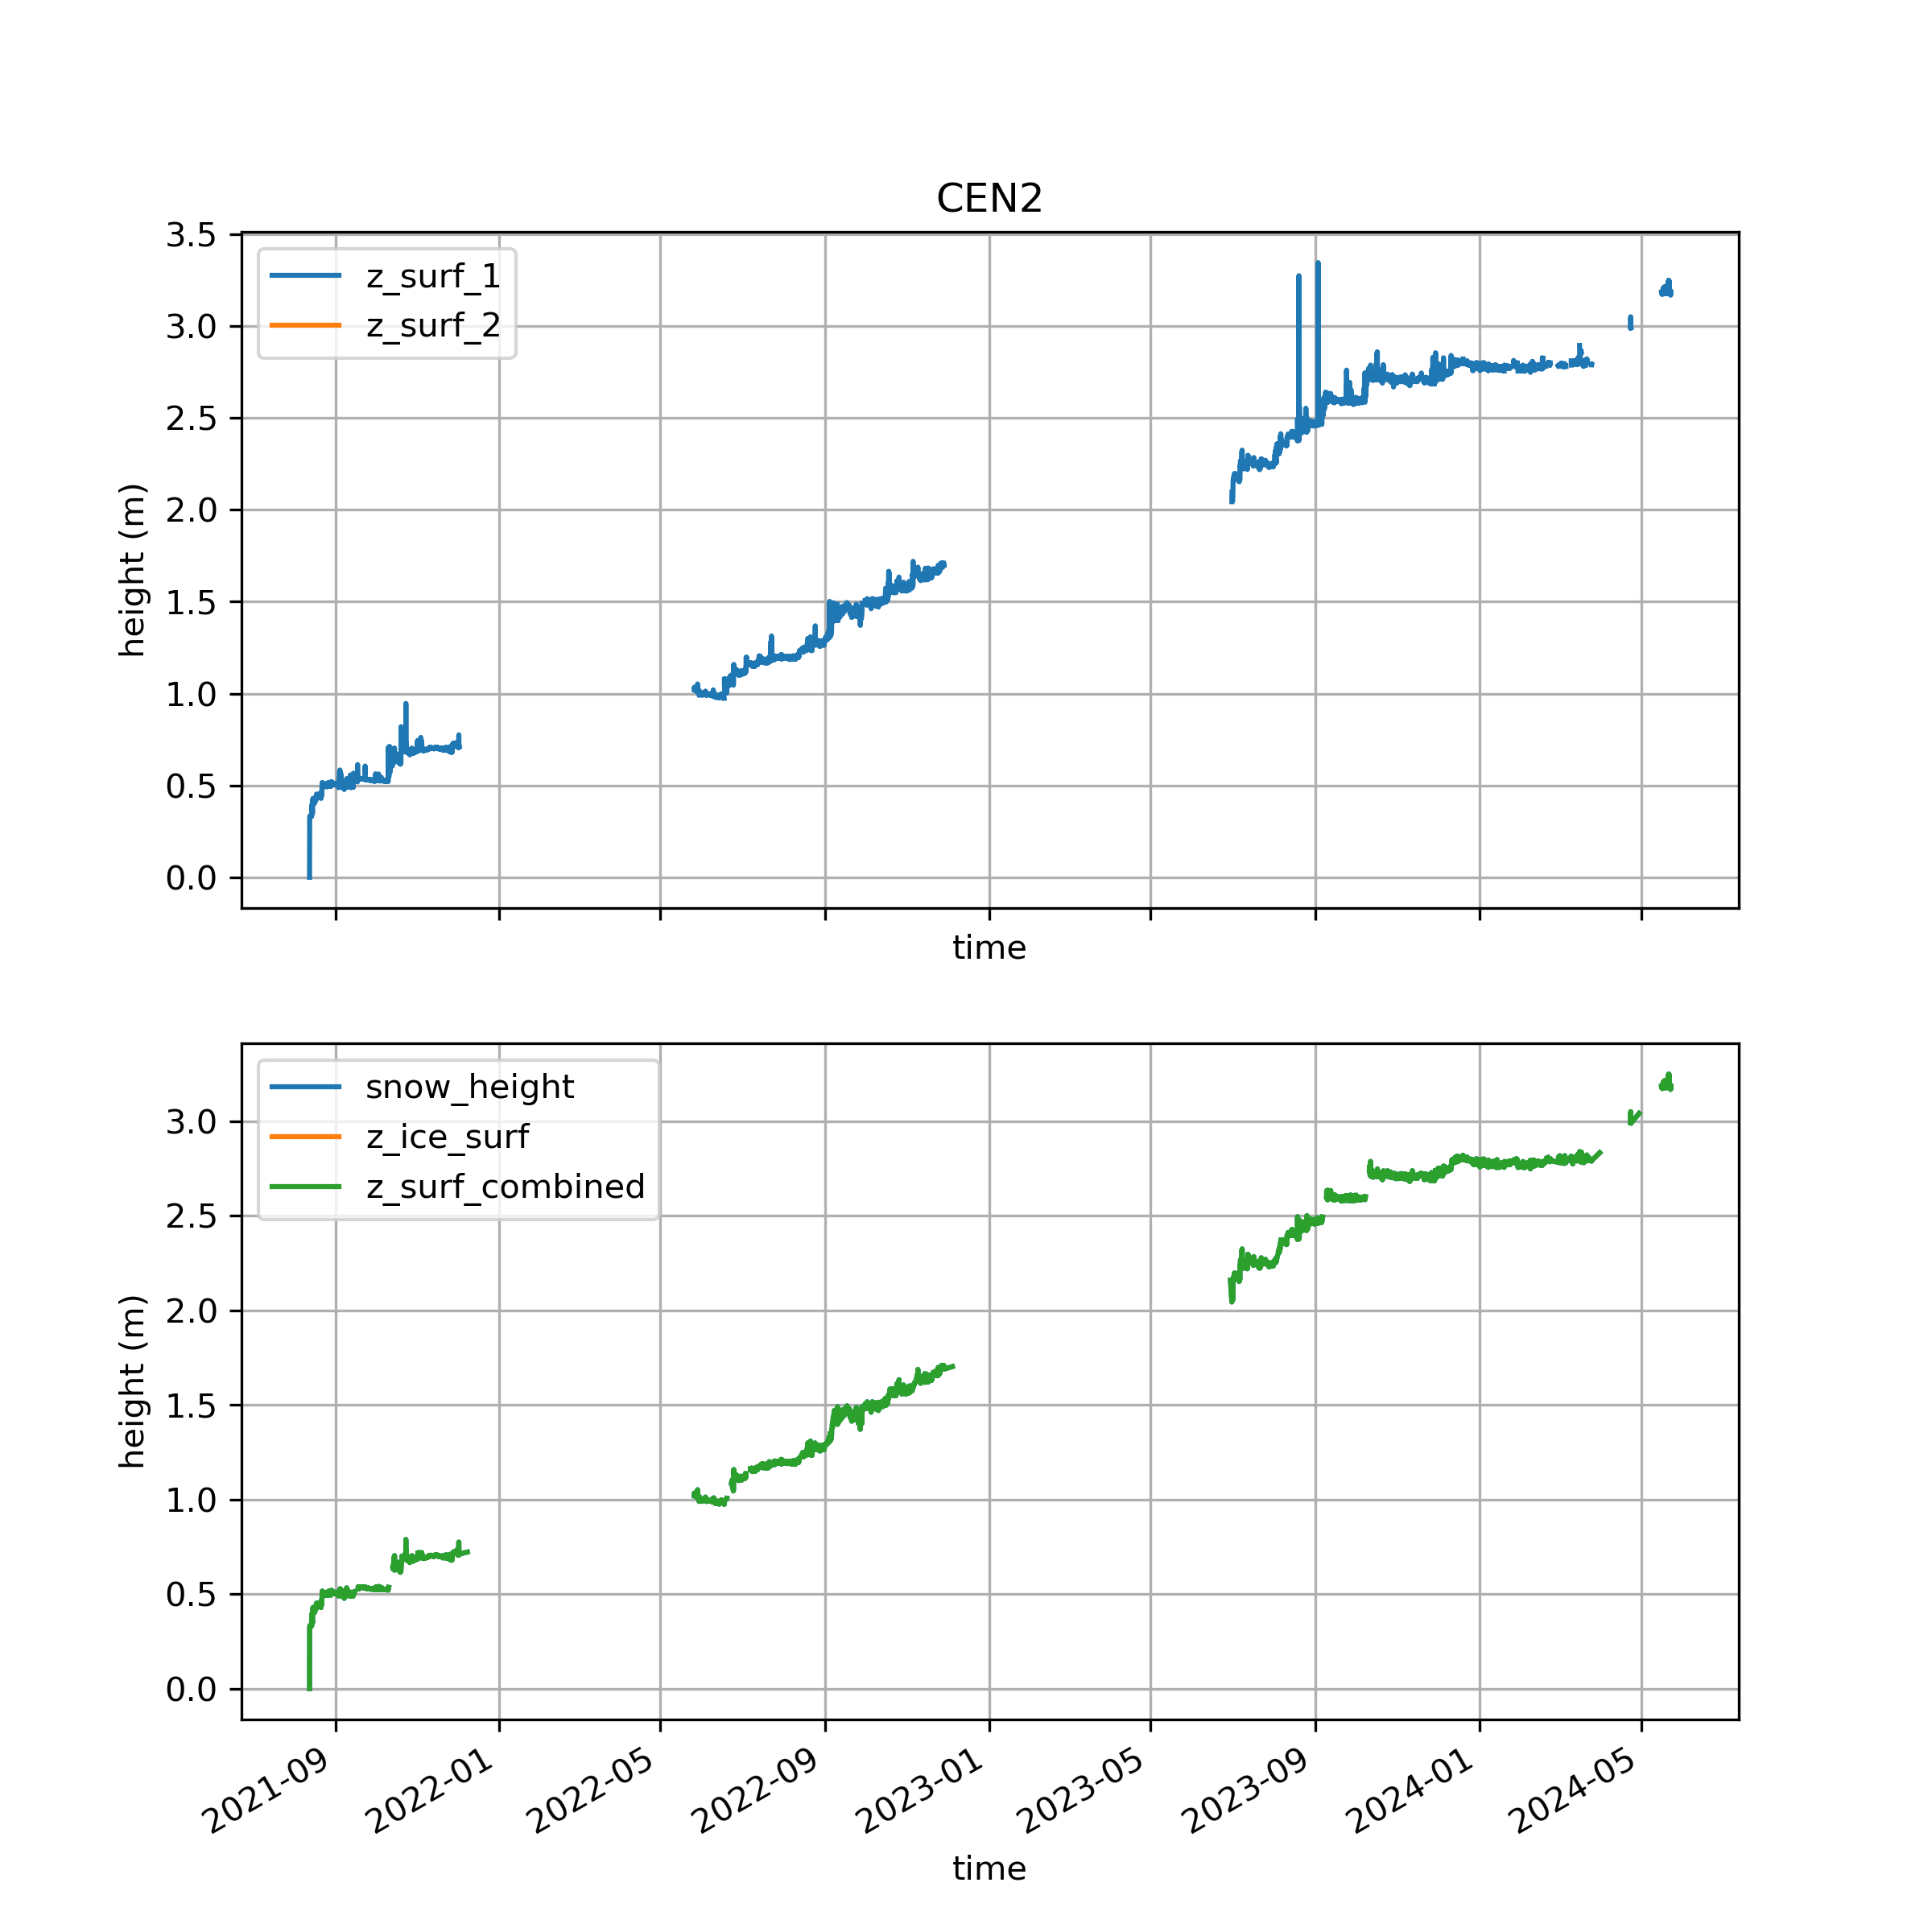 CEN2
3.5
3.0
2.5
2.0
1.5
1.0
0.5
0.0
height (m)
z_surf_1
z_surf_2
time
3.0
2.5
2.0
1.5
1.0
0.5
0.0
height (m)
snow_height
z_ice_surf
z_surf_combined
2021-09
2022-01
2022-05
2022-09
2023-01
2023-05
2023-09
2024-01
2024-05
time